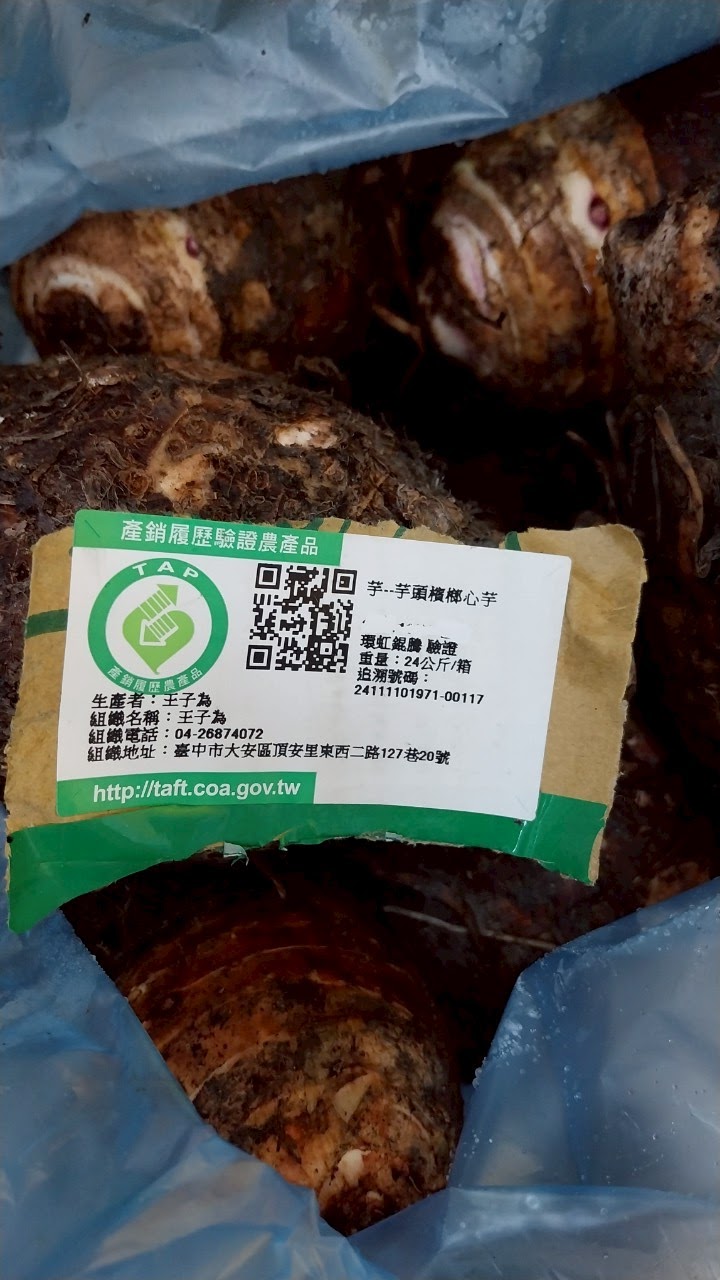 產銷履歷驗證農產品
TAP
產銷履歷農產品
芋--芋頭檳榔心芋
環虹錕騰 驗證
重量：24公斤/箱
追溯號碼：
24111101971-00117
生產者：王子為
組織名稱：王子為
組織電話：04-26874072
組織地址：臺中市大安區頂安里東西二路127巷20號
http://taft.coa.gov.tw